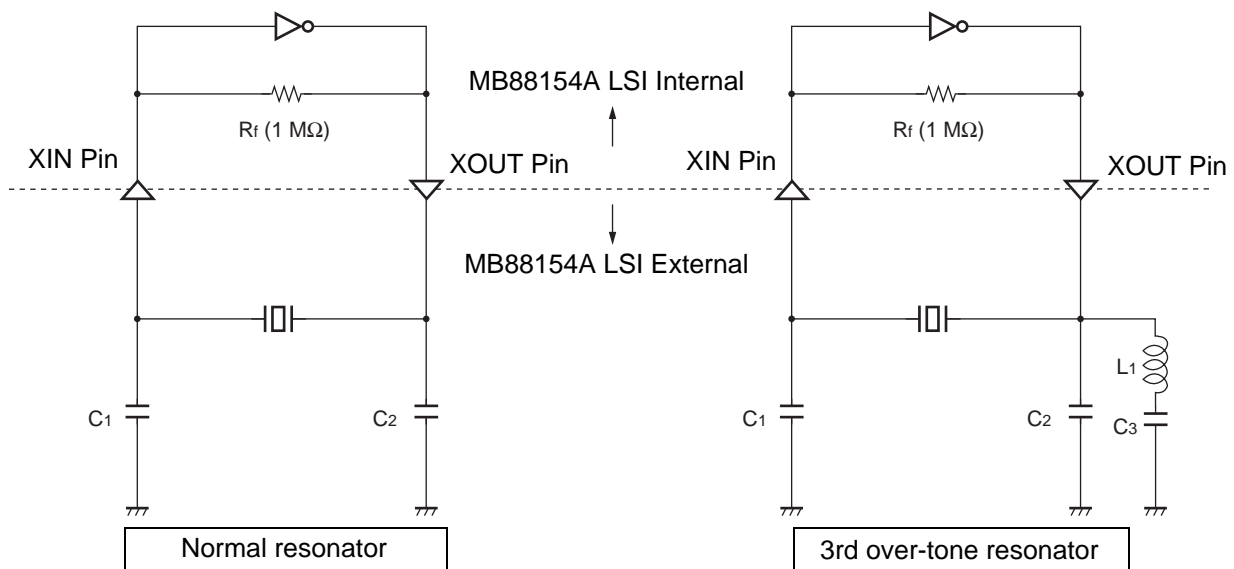 MB88154A LSI Internal
Rf (1 MΩ)
Rf (1 MΩ)
XIN Pin
XOUT Pin
XIN Pin
XOUT Pin
MB88154A LSI External
L1
C1
C2
C1
C2
C3
Normal resonator
3rd over-tone resonator